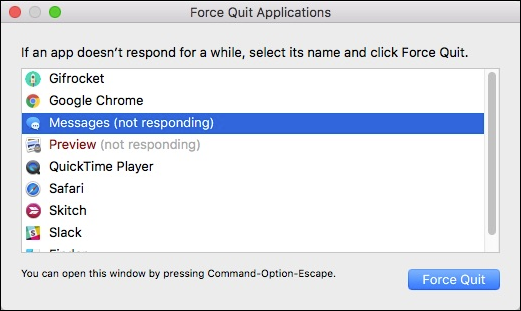 Force Quit Applications
If an app doesn't respond for a while, select its name and click Force Quit.
Gifrocket
Google Chrome
Messages (not responding)
Preview (not responding)
QuickTime Player
Safari
Skitch
Slack
Finder
You can open this window by pressing Command-Option-Escape.
Force Quit